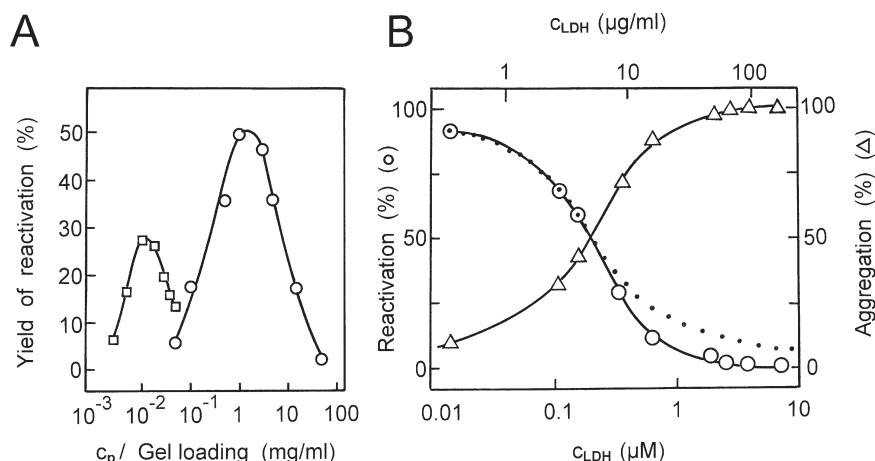 A
Yield of reactivation (%)
50
40
30
20
10
0
10⁻³ 10⁻² 10⁻¹ 1 10 100
cₚ/ Gel loading (mg/ml)
B
c_LDH (µg/ml)
1 10 100
Reactivation (%) (o)
100
50
0
Aggregation (%) (△)
100
50
0
0.01 0.1 1 10
c_LDH (µM)